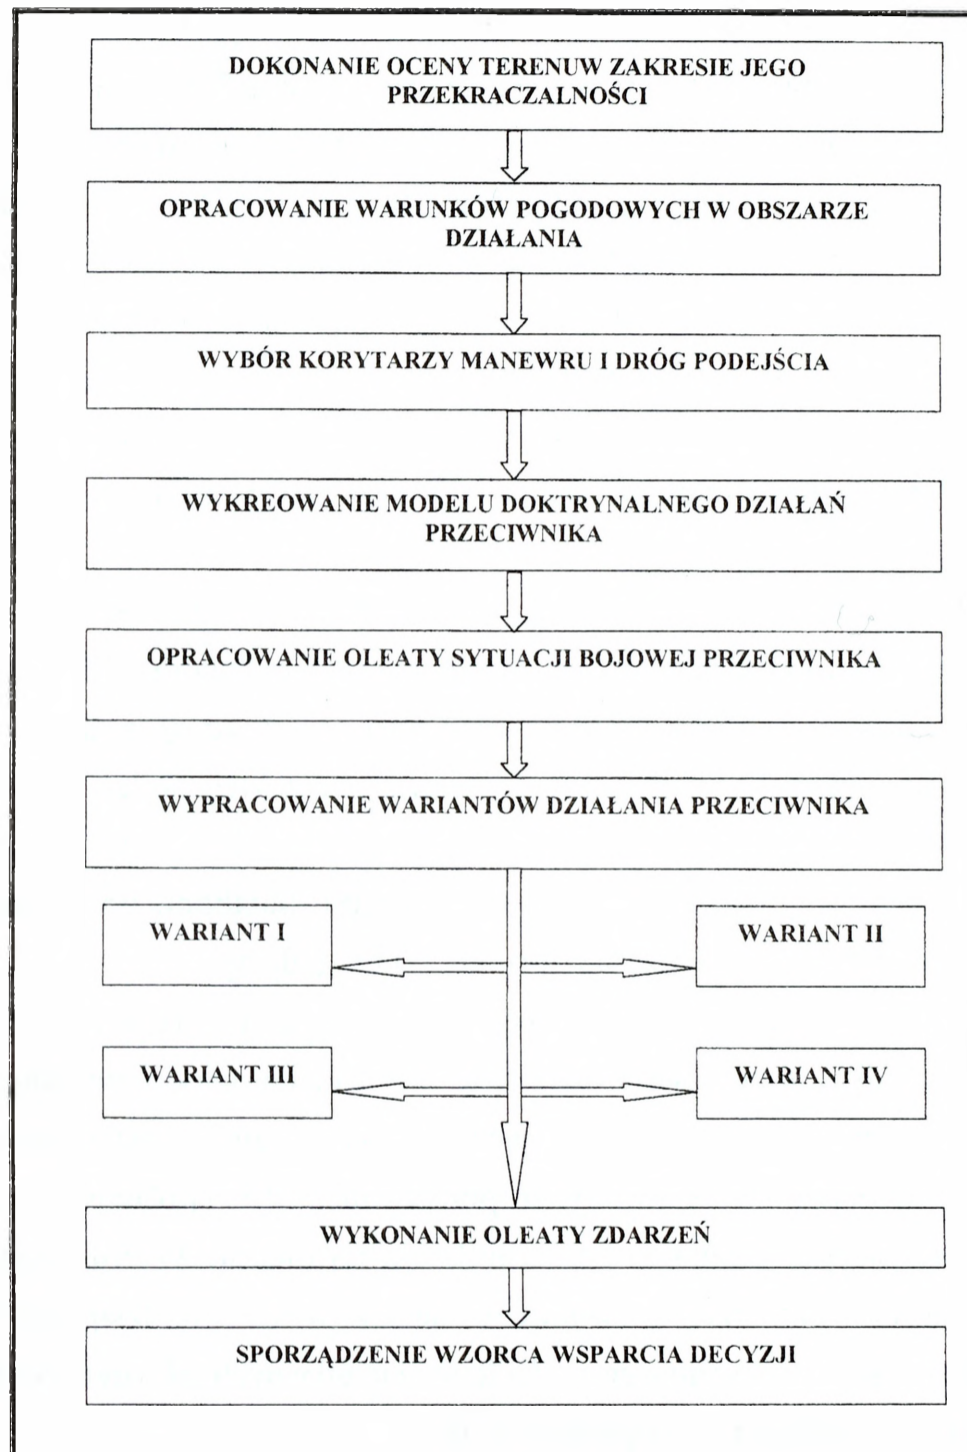 DOKONANIE OCENY TERENUW ZAKRESIE JEGO
PRZEKRACZALNOŚCI
OPRACOWANIE WARUNKÓW POGODOWYCH W OBSZARZE
DZIAŁANIA
WYBÓR KORYTARZY MANEWRU I DRÓG PODEJŚCIA
WYKREOWANIE MODELU DOKTRYNALNEGO DZIAŁAŃ
PRZECIWNIKA
OPRACOWANIE OLEATY SYTUACJI BOJOWEJ PRZECIWNIKA
WYPRACOWANIE WARIANTÓW DZIAŁANIA PRZECIWNIKA
WARIANT I
WARIANT II
WARIANT III
WARIANT IV
WYKONANIE OLEATY ZDARZEŃ
SPORZĄDZENIE WZORCA WSPARCIA DECYZJI